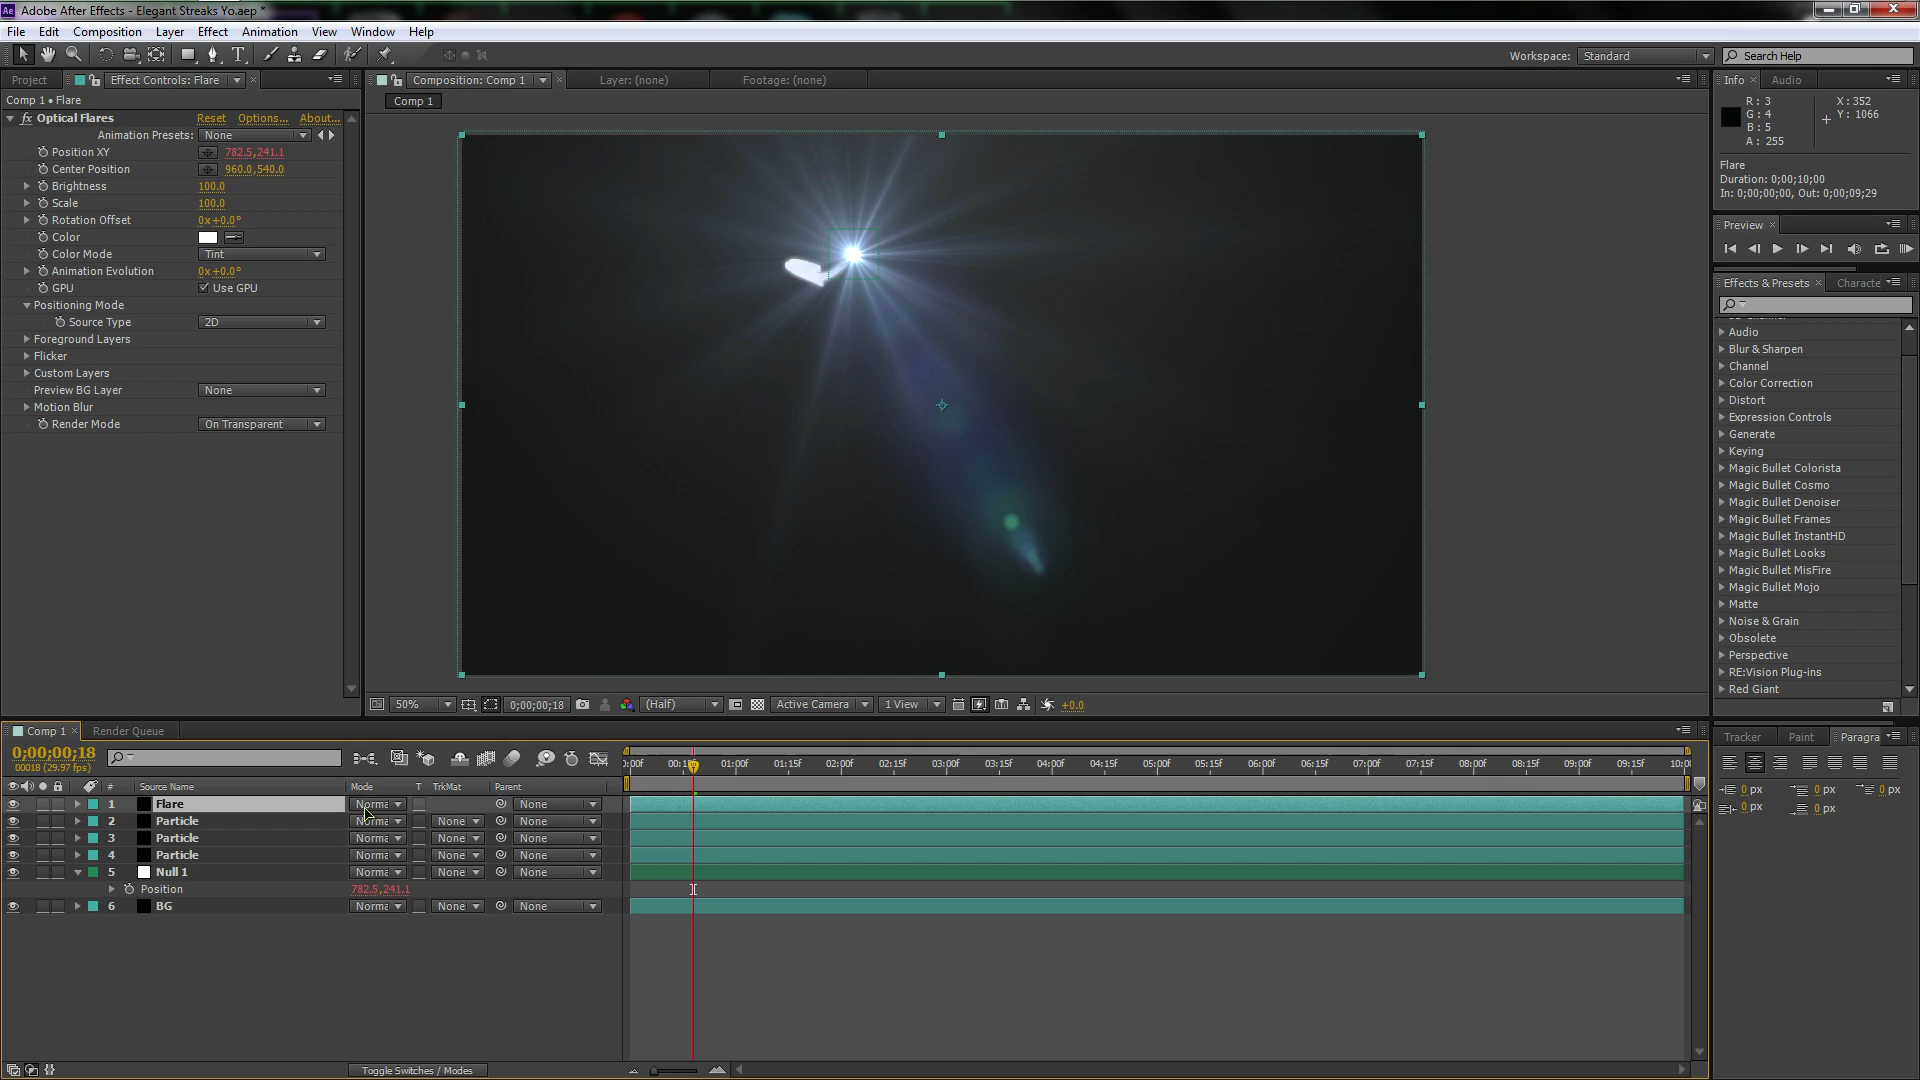 Adobe After Effects - Elegant Streaks Yo.aep *
File Edit Composition Layer Effect Animation View Window Help
Workspace: Standard Search Help
Project Effect Controls: Flare Composition: Comp 1 Layer: (none) Footage: (none) Info Audio
Comp 1 • Flare
Comp 1
R: 3
G: 4
B: 5
A: 255
X: 352
Y: 1066
Flare
Duration: 0;00;10;00
In: 0;00;00;00, Out: 0;00;09;29
Optical Flares Reset Options... About...
Animation Presets: None
Position XY 782.5,241.1
Center Position 960.0,540.0
Brightness 100.0
Scale 100.0
Rotation Offset 0x+0.0°
Color
Color Mode Tint
Animation Evolution 0x+0.0°
GPU Use GPU
Positioning Mode
Source Type 2D
Foreground Layers
Flicker
Custom Layers
Preview BG Layer None
Motion Blur
Render Mode On Transparent
Preview
Effects & Presets Characte
Audio
Blur & Sharpen
Channel
Color Correction
Distort
Expression Controls
Generate
Keying
Magic Bullet Colorista
Magic Bullet Cosmo
Magic Bullet Denoiser
Magic Bullet Frames
Magic Bullet InstantHD
Magic Bullet Looks
Magic Bullet MisFire
Magic Bullet Mojo
Matte
Noise & Grain
Obsolete
Perspective
RE:Vision Plug-ins
Red Giant
50% 0;00;00;18 (Half) Active Camera 1 View +0.0
Comp 1 Render Queue
Tracker Paint Paragra
0;00;00;18
00018 (29.97 fps)
01:00f 01:15f 02:00f 02:15f 03:00f 03:15f 04:00f 04:15f 05:00f 05:15f 06:00f 06:15f 07:00f 07:15f 08:00f 08:15f 09:00f 09:15f
# Source Name Mode T TrkMat Parent
1 Flare Norma None
2 Particle Norma None None
3 Particle Norma None None
4 Particle Norma None None
5 Null 1 Norma None None
Position 782.5,241.1
6 BG Norma None None
0 px 0 px 0 px
0 px 0 px
Toggle Switches / Modes